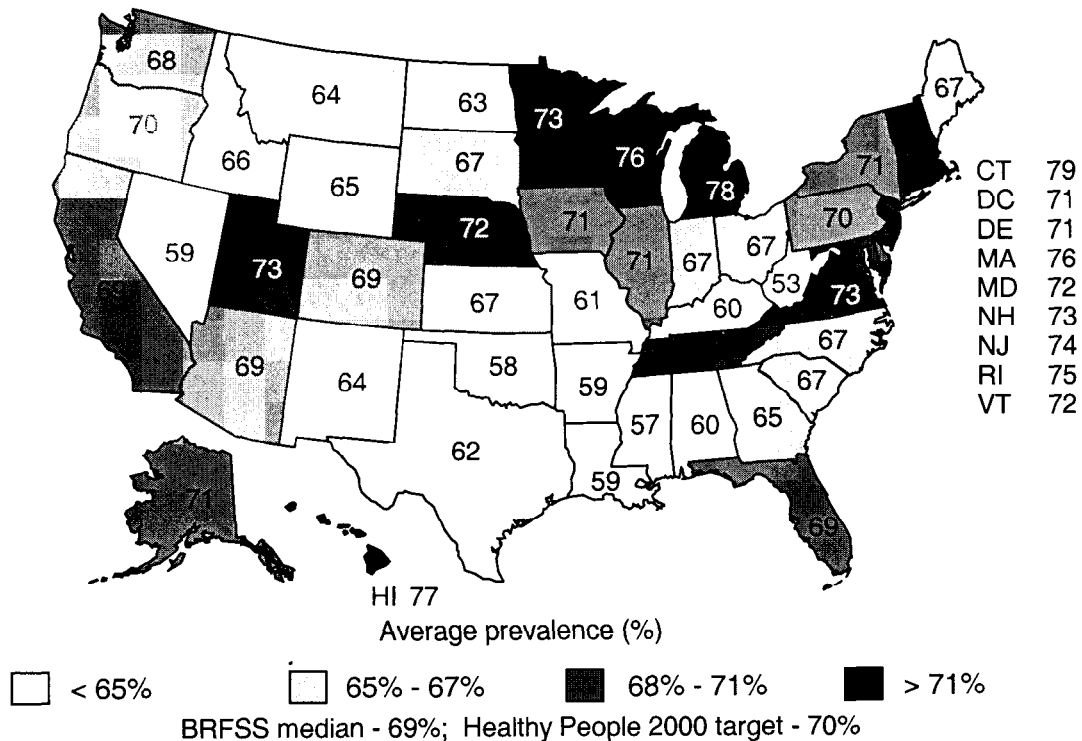 68
64
63
73
67
70
66
67
76
71
65
78
CT 79
DC 71
DE 71
MA 76
MD 72
NH 73
NJ 74
RI 75
VT 72
59
73
69
72
71
71
67
67
70
67
61
60
53
73
69
64
58
59
67
67
62
57
60
65
59
71
69
HI 77
Average prevalence (%)
< 65%
65% - 67%
68% - 71%
> 71%
BRFSS median - 69%; Healthy People 2000 target - 70%